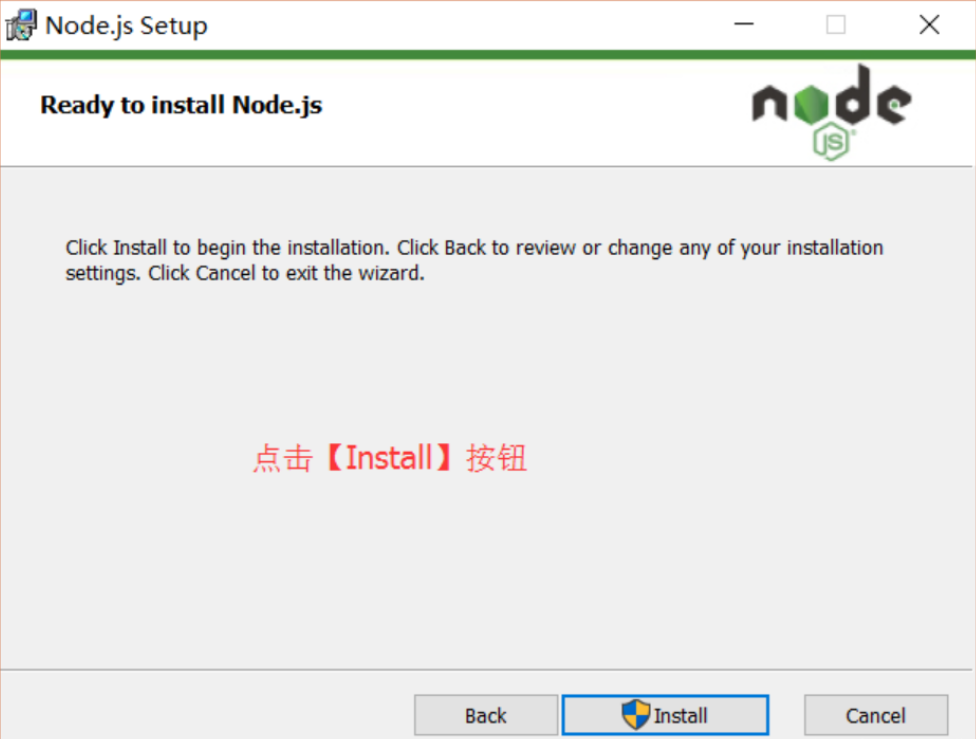 Node.js Setup
Ready to install Node.js
node
JS
Click Install to begin the installation. Click Back to review or change any of your installation
settings. Click Cancel to exit the wizard.
点击【Install】按钮
Back
Install
Cancel